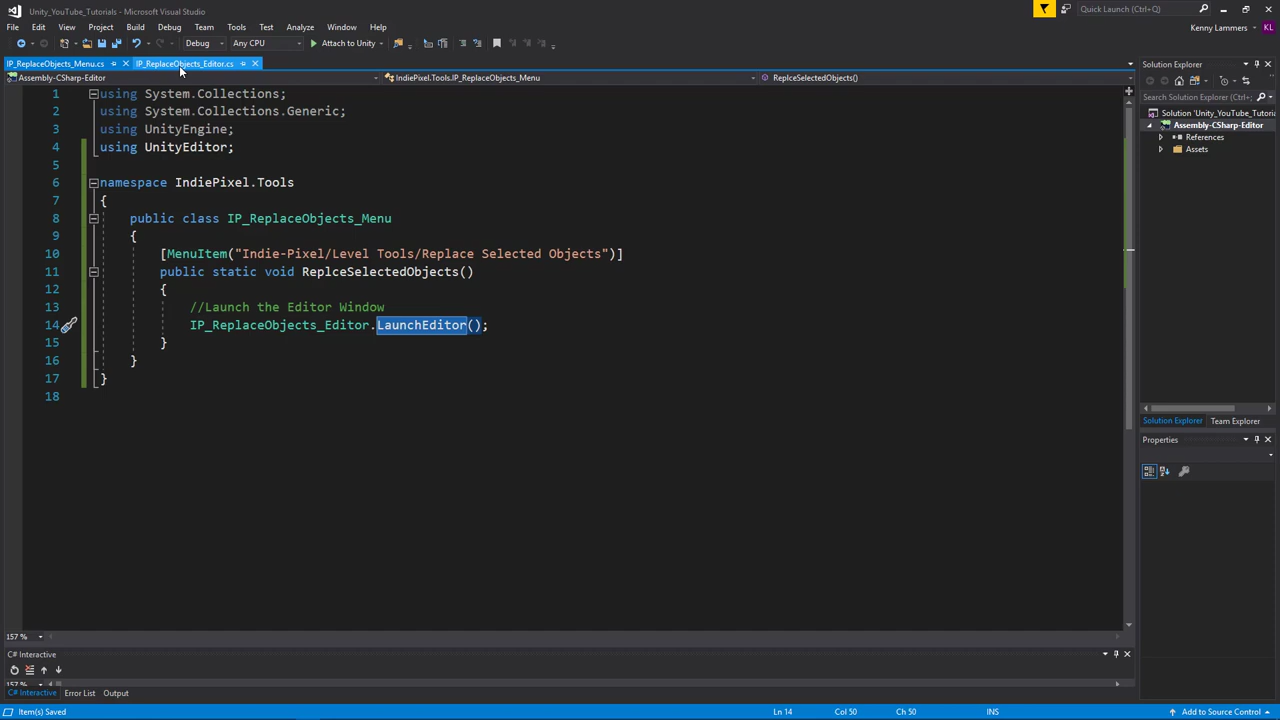 Unity_YouTube_Tutorials - Microsoft Visual Studio
Quick Launch (Ctrl+Q)
File Edit View Project Build Debug Team Tools Test Analyze Window Help
Kenny Lammers KL
Debug Any CPU Attach to Unity
IP_ReplaceObjects_Menu.cs IP_ReplaceObjects_Editor.cs
Solution Explorer
Assembly-CSharp-Editor IndiePixel.Tools.IP_ReplaceObjects_Menu ReplceSelectedObjects()
Search Solution Explorer (Ctrl+
Solution 'Unity_YouTube_Tutoria
Assembly-CSharp-Editor
References
Assets
1 using System.Collections;
2 using System.Collections.Generic;
3 using UnityEngine;
4 using UnityEditor;
5
6 namespace IndiePixel.Tools
7 {
8 public class IP_ReplaceObjects_Menu
9 {
10 [MenuItem("Indie-Pixel/Level Tools/Replace Selected Objects")]
11 public static void ReplceSelectedObjects()
12 {
13 //Launch the Editor Window
14 IP_ReplaceObjects_Editor.LaunchEditor();
15 }
16 }
17 }
18
Solution Explorer Team Explorer
Properties
157 %
C# Interactive
157 %
C# Interactive Error List Output
Item(s) Saved Ln 14 Col 50 Ch 50 INS Add to Source Control